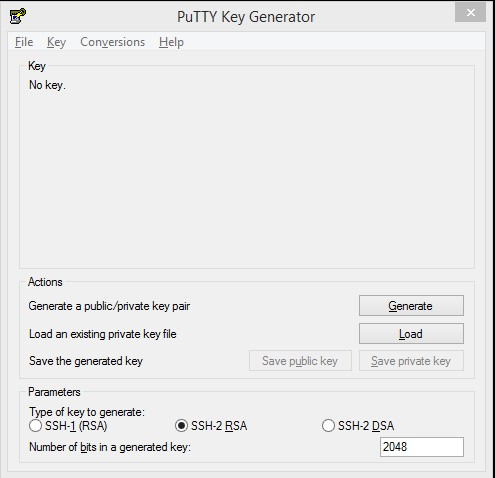 PuTTY Key Generator
File Key Conversions Help
Key
No key.
Actions
Generate a public/private key pair Generate
Load an existing private key file Load
Save the generated key Save public key Save private key
Parameters
Type of key to generate:
SSH-1 (RSA) SSH-2 RSA SSH-2 DSA
Number of bits in a generated key: 2048